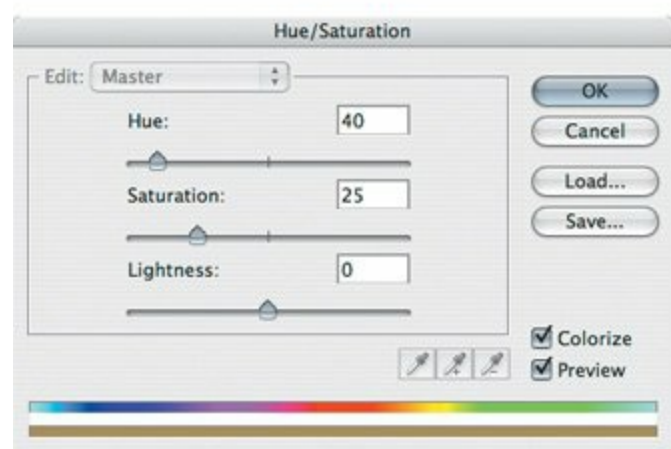 Hue/Saturation
Edit: Master
Hue: 40
Saturation: 25
Lightness: 0
OK
Cancel
Load...
Save...
Colorize
Preview